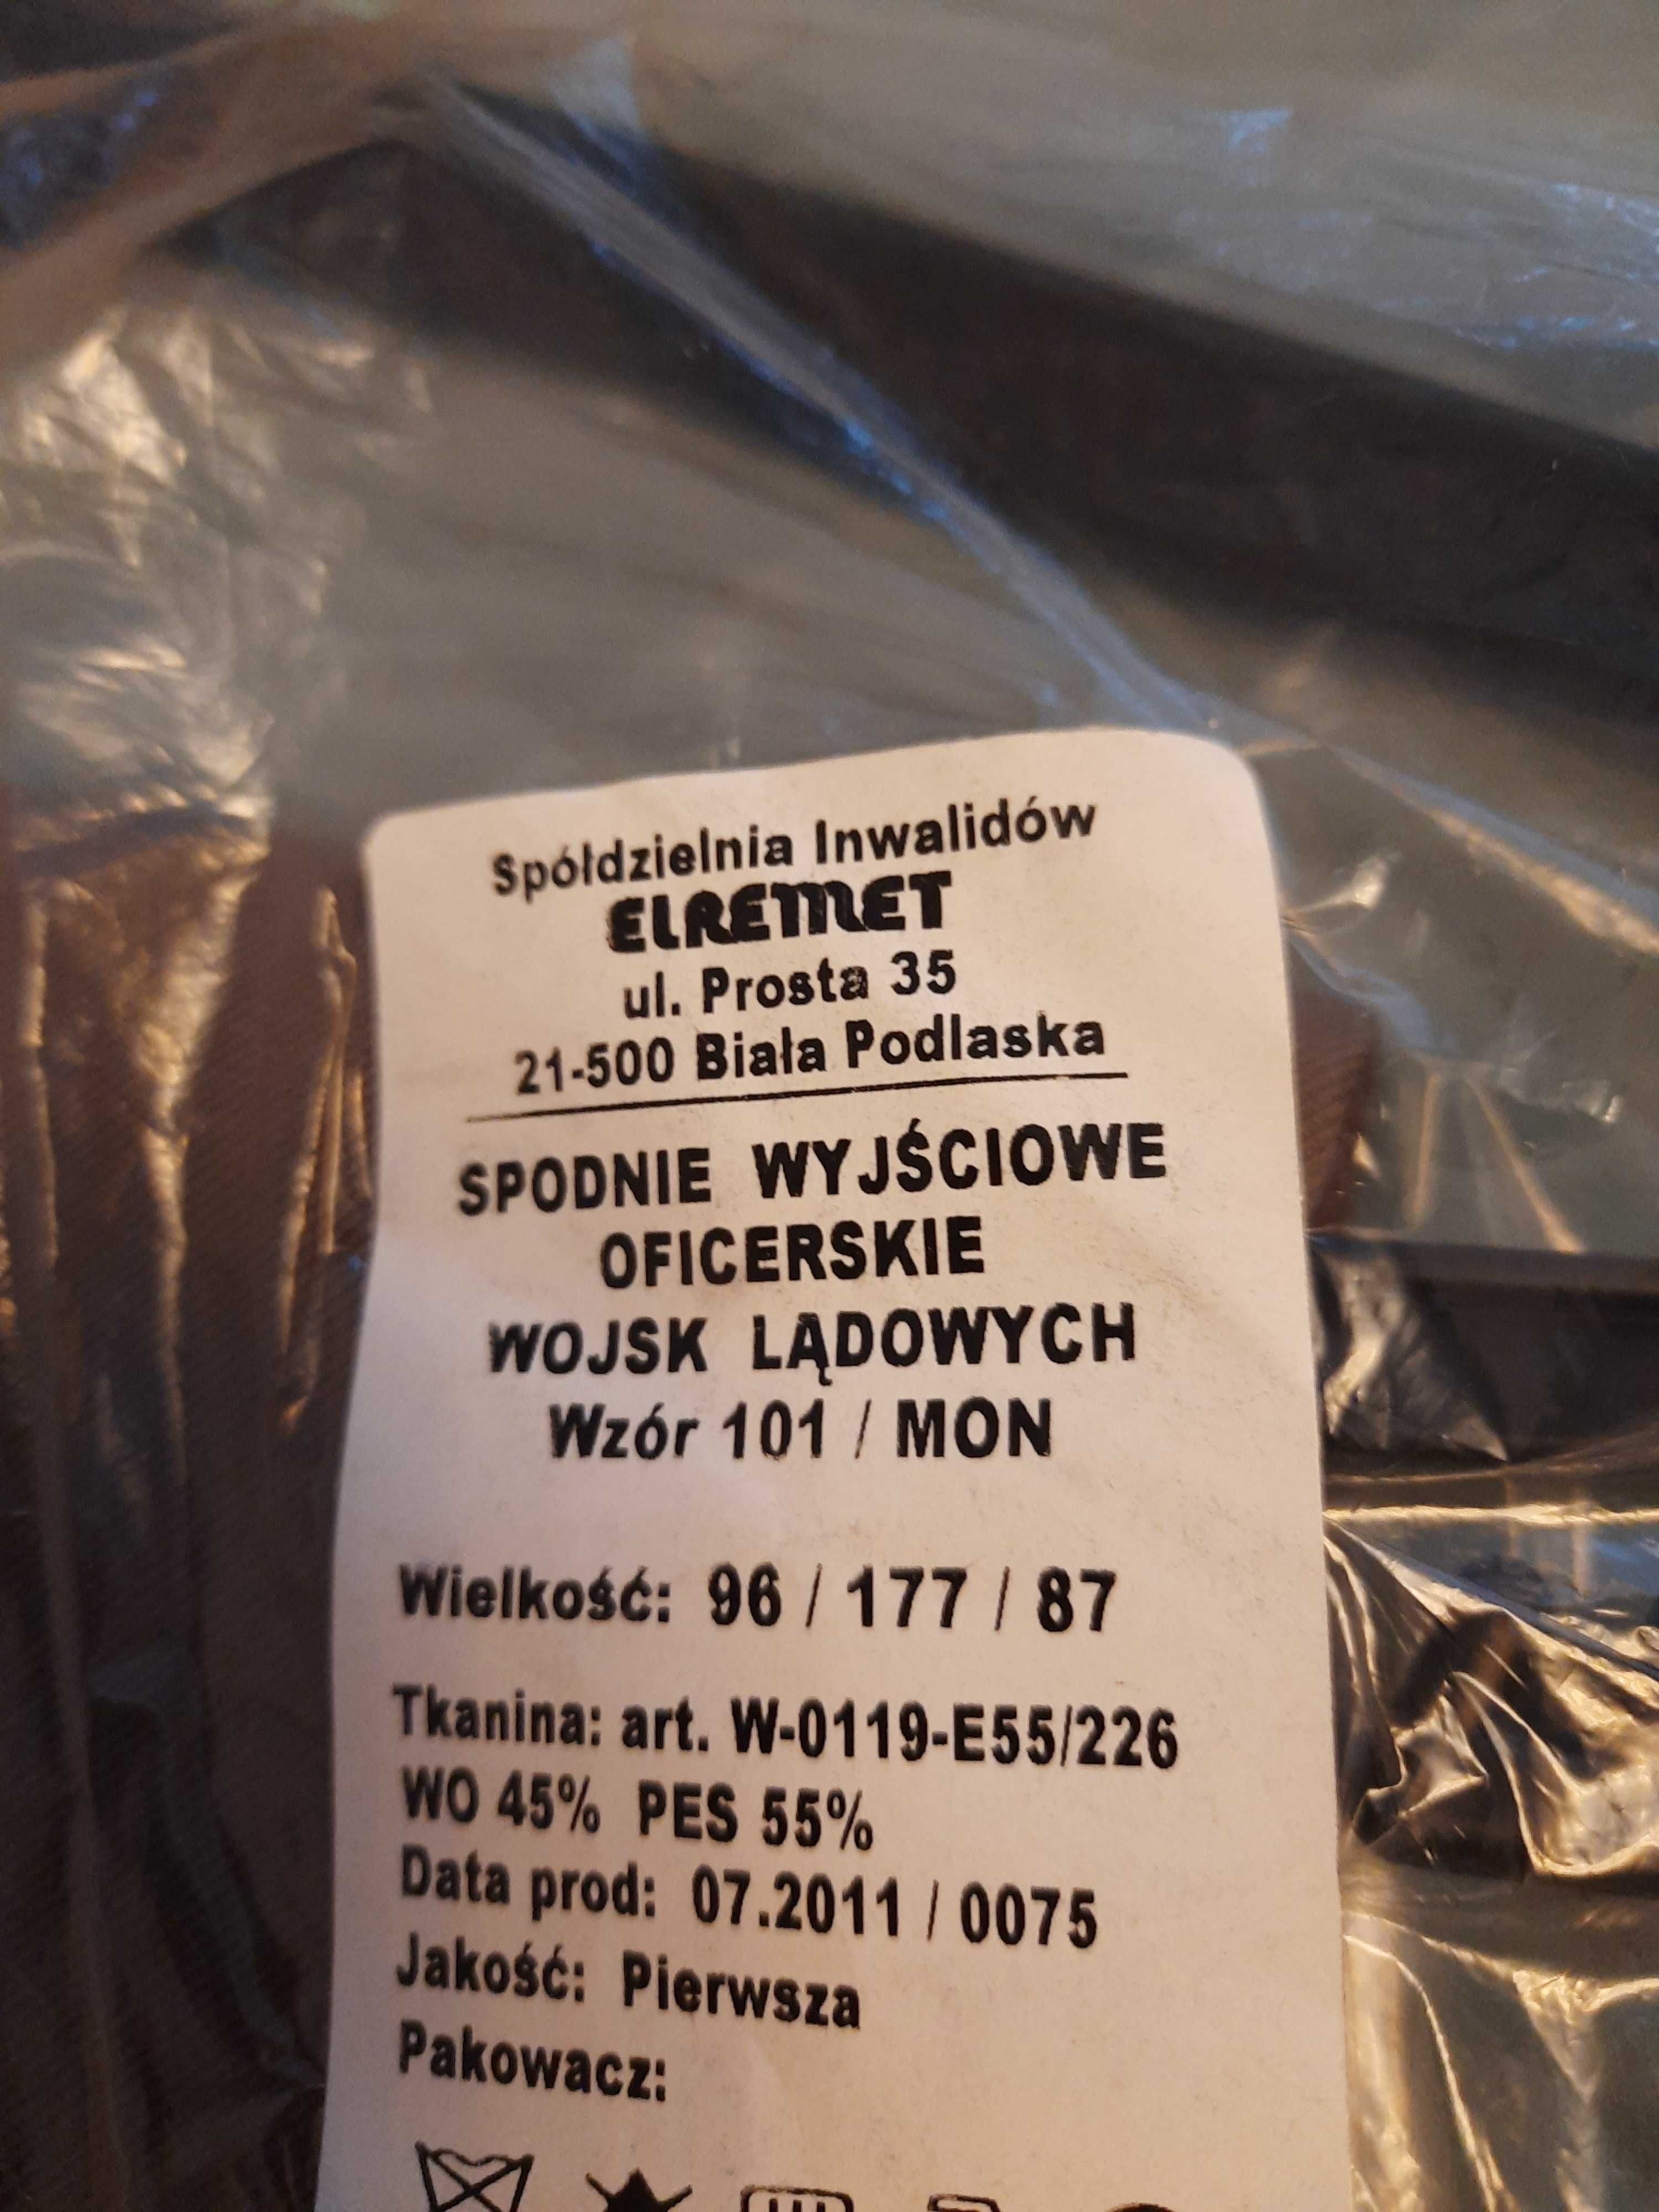 Spółdzielnia Inwalidów
ELREMET
ul. Prosta 35
21-500 Biała Podlaska
SPODNIE WYJŚCIOWE
OFICERSKIE
WOJSK LĄDOWYCH
Wzór 101 / MON
Wielkość: 96 / 177 / 87
Tkanina: art. W-0119-E55/226
WO 45% PES 55%
Data prod: 07.2011 / 0075
Jakość: Pierwsza
Pakowacz: